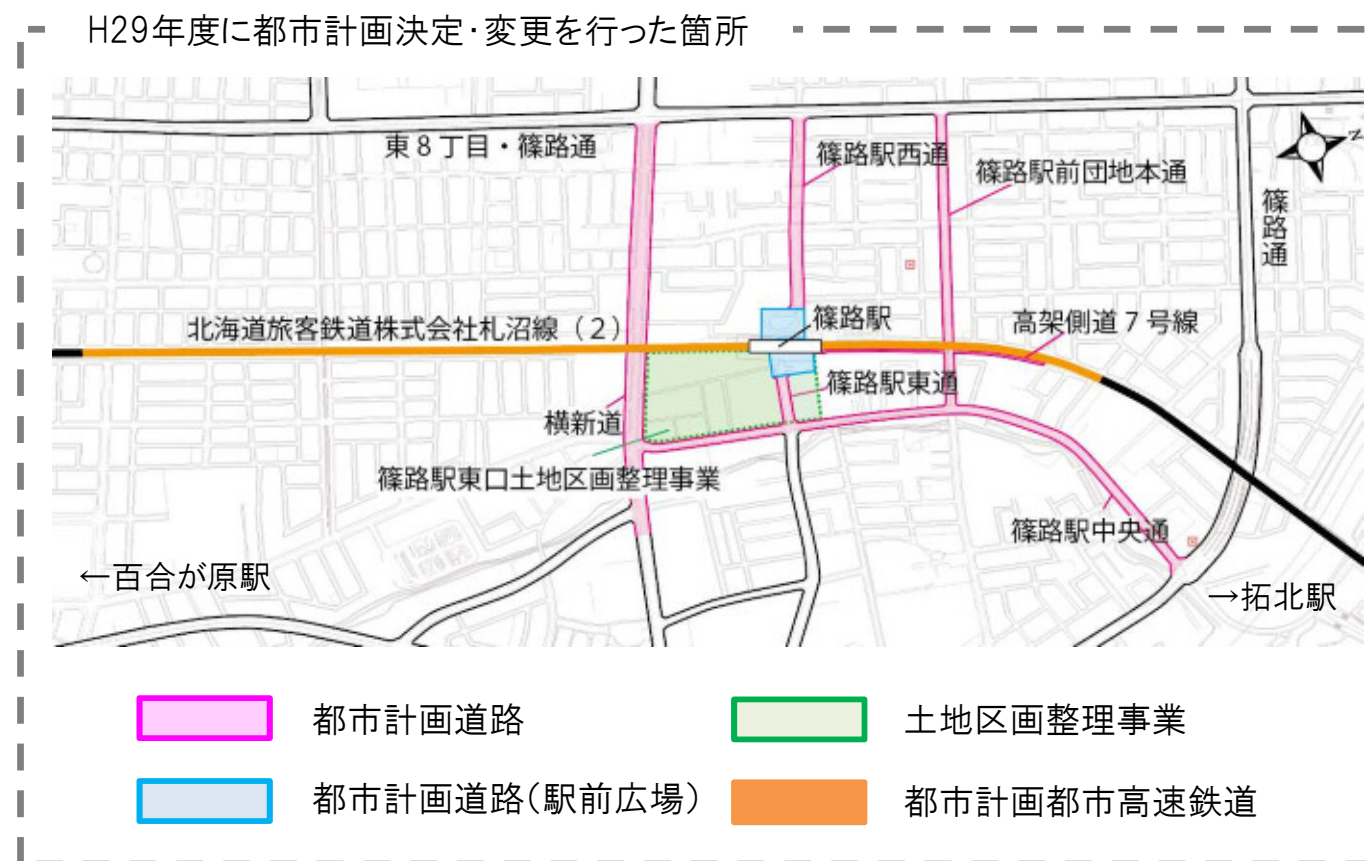 H29年度に都市計画決定・変更を行った箇所
東８丁目・篠路通
篠路駅西通
篠路駅前団地本通
篠路通
N
北海道旅客鉄道株式会社札沼線（２）
篠路駅
高架側道７号線
篠路駅東通
横新道
篠路駅東口土地区画整理事業
篠路駅中央通
←百合が原駅
→拓北駅
都市計画道路
土地区画整理事業
都市計画道路(駅前広場)
都市計画都市高速鉄道